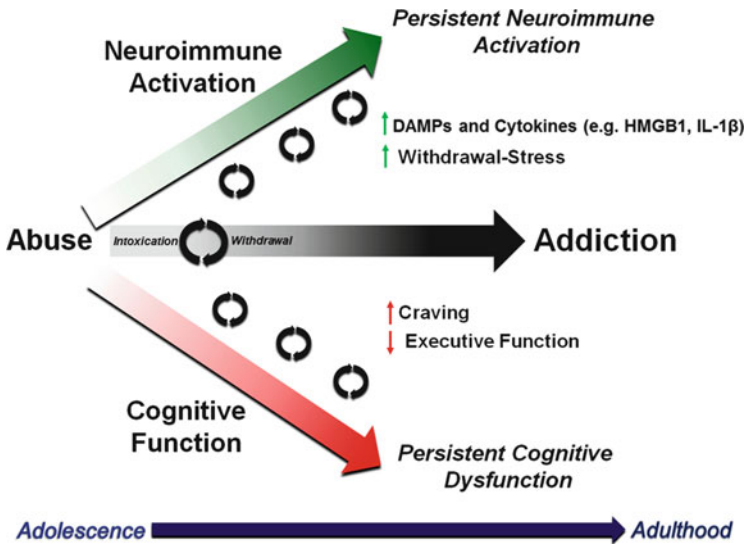 Persistent Neuroimmune
Activation
Neuroimmune
Activation
DAMPs and Cytokines (e.g. HMGB1, IL-1β)
Withdrawal-Stress
Abuse
Intoxication
Withdrawal
Addiction
Craving
Executive Function
Cognitive
Function
Persistent Cognitive
Dysfunction
Adolescence
Adulthood